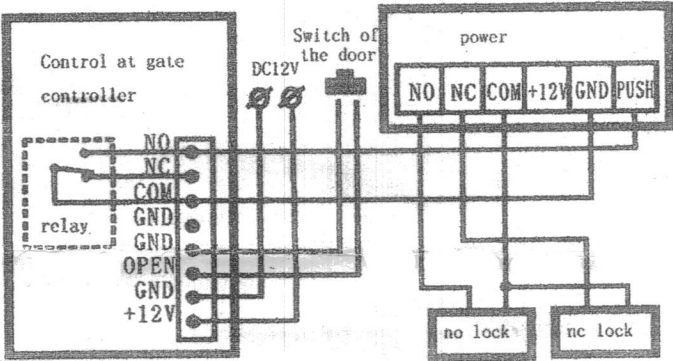 Control at gate
controller
Switch of
the door
DC12V
power
NO NC COM +12V GND PUSH
NO
NC
COM
GND
GND
OPEN
GND
+12V
relay
no lock
nc lock